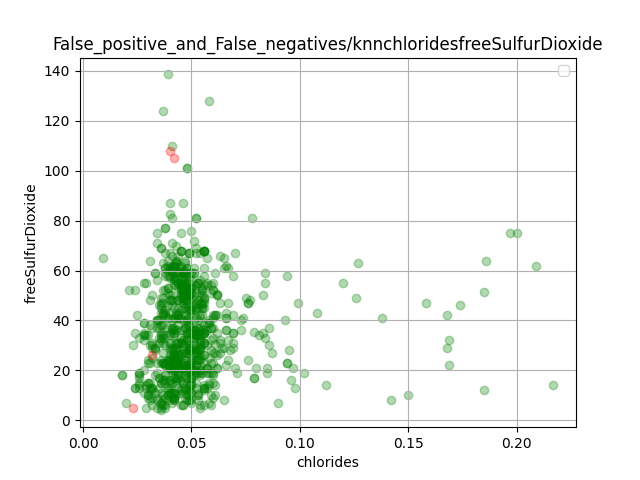 False_positive_and_False_negatives/knnchloridesfreeSulfurDioxide
140
120
100
80
60
40
20
0
freeSulfurDioxide
0.00 0.05 0.10 0.15 0.20
chlorides